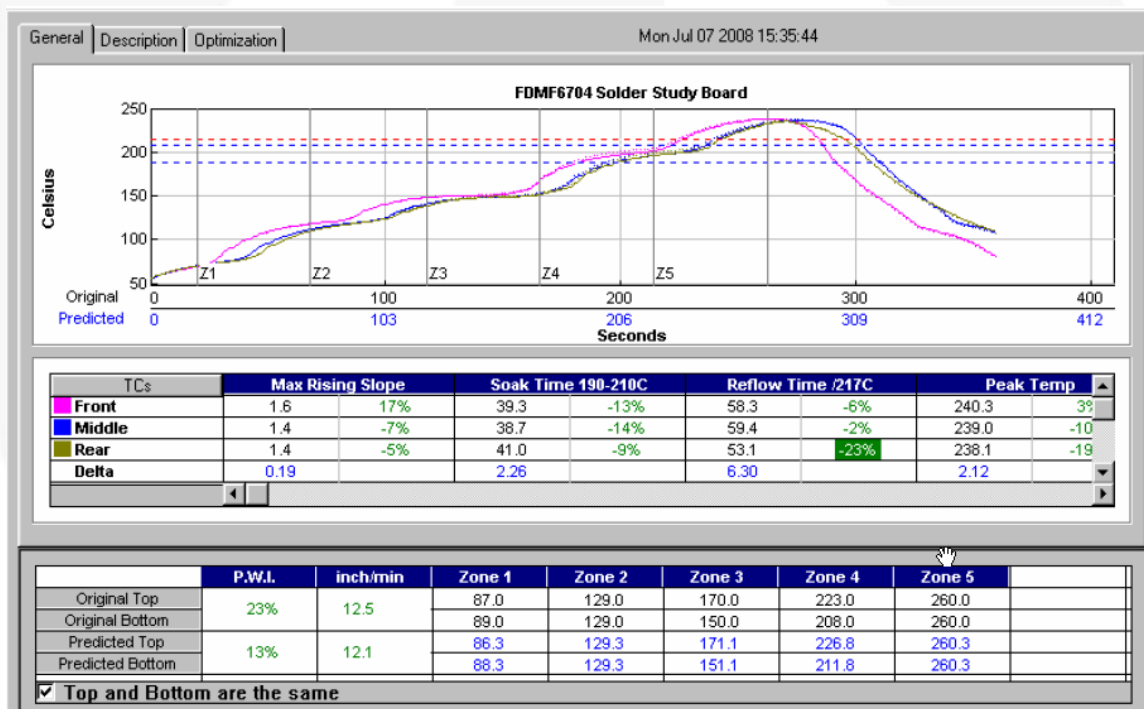 General Description Optimization Mon Jul 07 2008 15:35:44
FDMF6704 Solder Study Board
Celsius
250
200
150
100
50
Z1 Z2 Z3 Z4 Z5
Original 0 100 200 300 400
Predicted 0 103 206 309 412
Seconds
TCs Max Rising Slope Soak Time 190-210C Reflow Time /217C Peak Temp
Front 1.6 17% 39.3 -13% 58.3 -6% 240.3 3%
Middle 1.4 -7% 38.7 -14% 59.4 -2% 239.0 -10
Rear 1.4 -5% 41.0 -9% 53.1 -23% 238.1 -19
Delta 0.19 2.26 6.30 2.12
P.W.I. inch/min Zone 1 Zone 2 Zone 3 Zone 4 Zone 5
Original Top 23% 12.5 87.0 129.0 170.0 223.0 260.0
Original Bottom 89.0 129.0 150.0 208.0 260.0
Predicted Top 13% 12.1 86.3 129.3 171.1 226.8 260.3
Predicted Bottom 88.3 129.3 151.1 211.8 260.3
Top and Bottom are the same